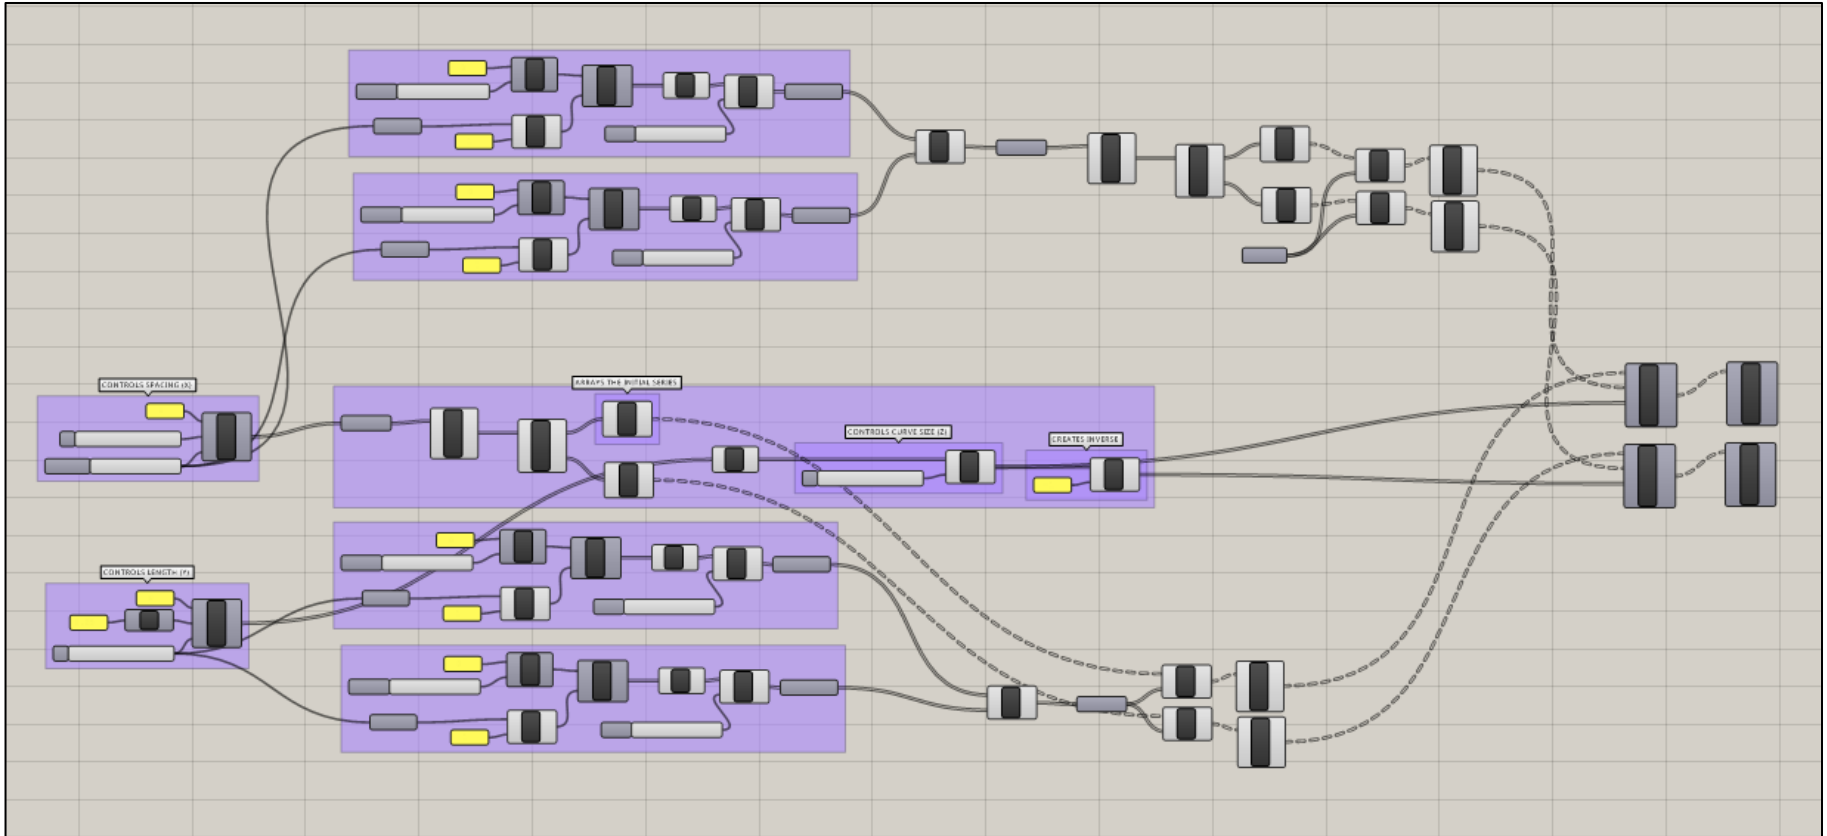 ARRAYS THE INITIAL SERIES
CONTROLS SPACING (X)
CONTROLS CURVE SIZE (Z)
CREATES INVERSE
CONTROLS LENGTH (Y)